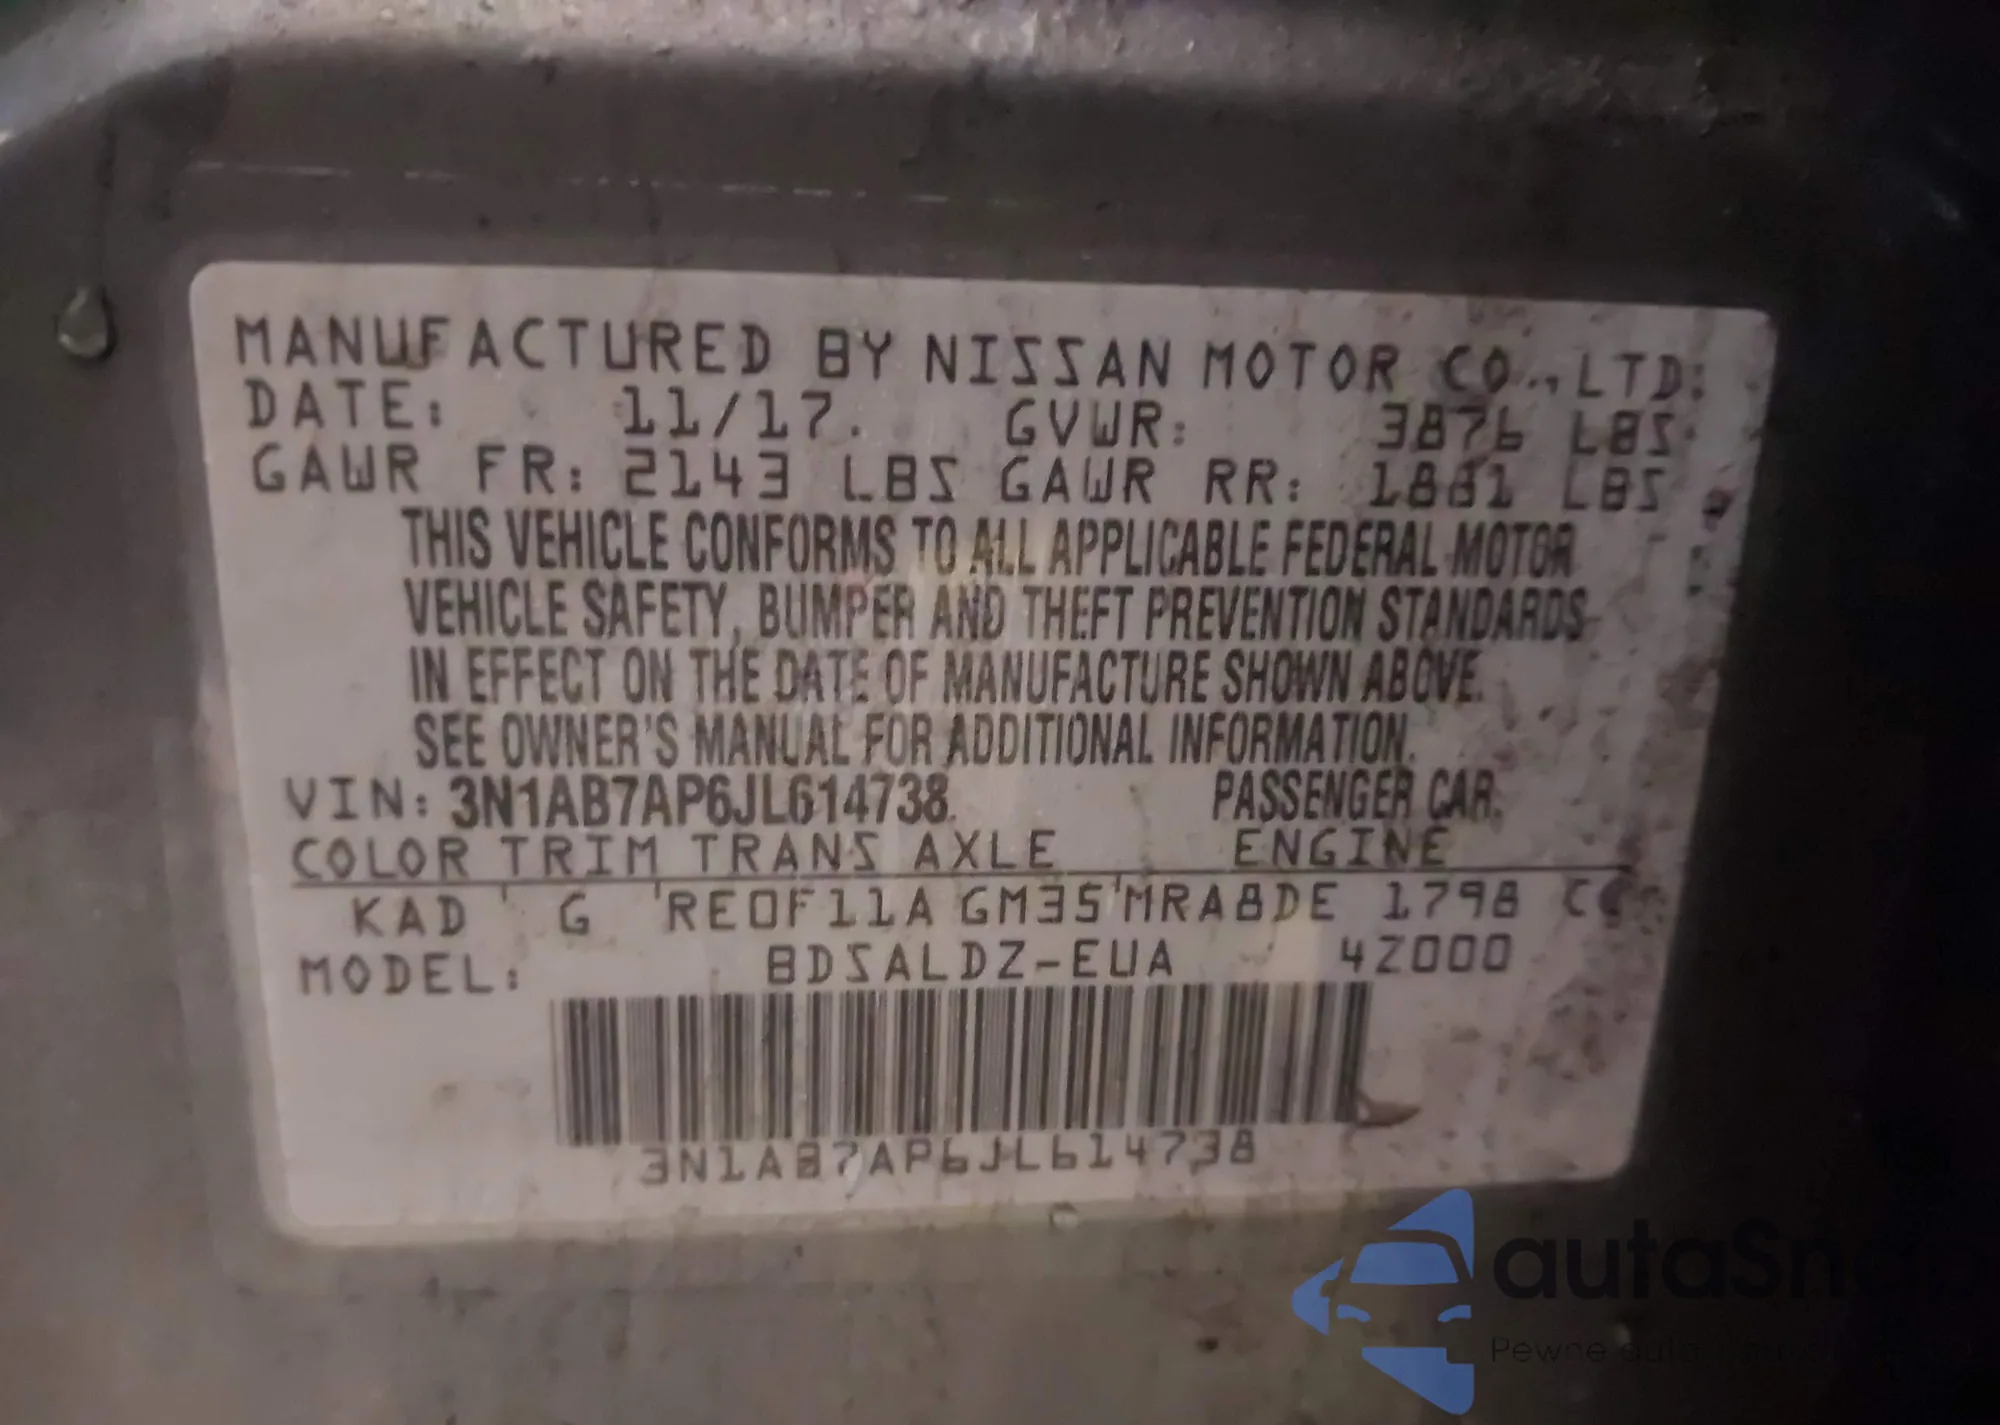 MANUFACTURED BY NISSAN MOTOR CO., LTD.
DATE: 11/17. GVWR: 3876 LBS
GAWR FR: 2143 LBS GAWR RR: 1881 LBS
THIS VEHICLE CONFORMS TO ALL APPLICABLE FEDERAL MOTOR
VEHICLE SAFETY, BUMPER AND THEFT PREVENTION STANDARDS
IN EFFECT ON THE DATE OF MANUFACTURE SHOWN ABOVE.
SEE OWNER'S MANUAL FOR ADDITIONAL INFORMATION.
VIN: 3N1AB7AP6JL614738. PASSENGER CAR.
COLOR TRIM TRANS AXLE ENGINE
KAD G RE0F11A GM35 MRA8DE 1798 CC
MODEL: BDSALDZ-EUA 4Z000
3N1AB7AP6JL614738
Pewne auta